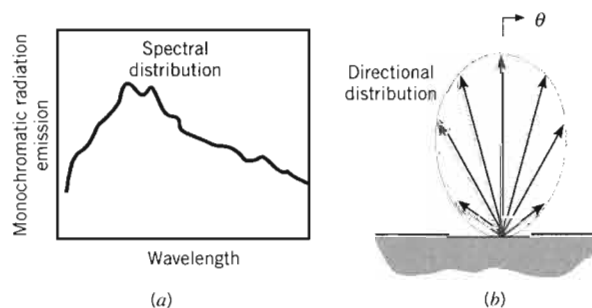 Monochromatic radiation
emission
Spectral
distribution
Wavelength
(a)
θ
Directional
distribution
(b)